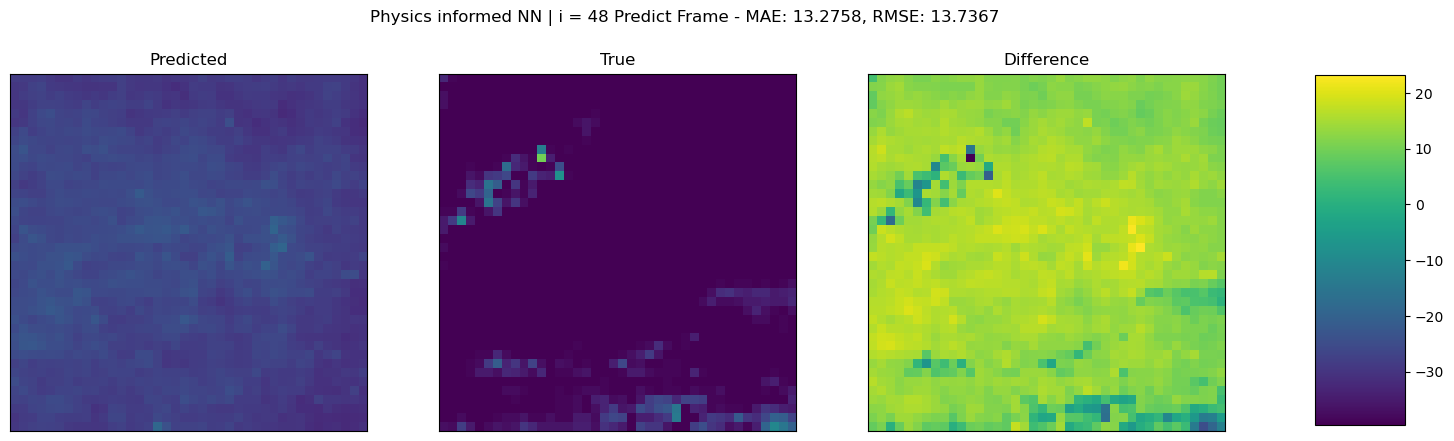 Physics informed NN | i = 48 Predict Frame - MAE: 13.2758, RMSE: 13.7367
Predicted
True
Difference
20
10
0
−10
−20
−30